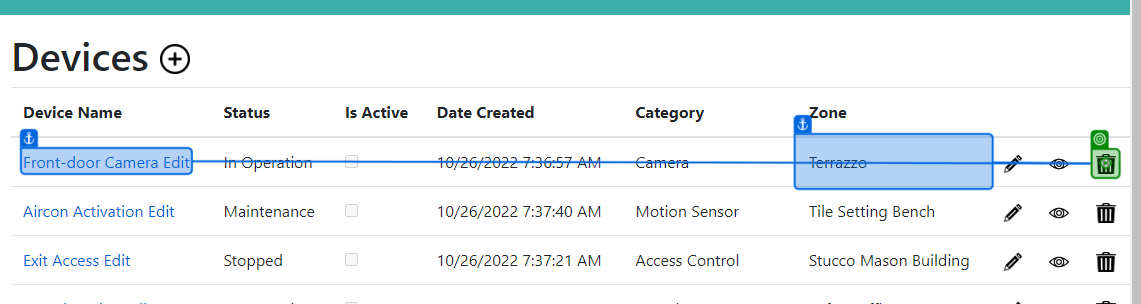 Devices
Device Name Status Is Active Date Created Category Zone
Front-door Camera Edit In Operation 10/26/2022 7:36:57 AM Camera Terrazzo
Aircon Activation Edit Maintenance 10/26/2022 7:37:40 AM Motion Sensor Tile Setting Bench
Exit Access Edit Stopped 10/26/2022 7:37:21 AM Access Control Stucco Mason Building